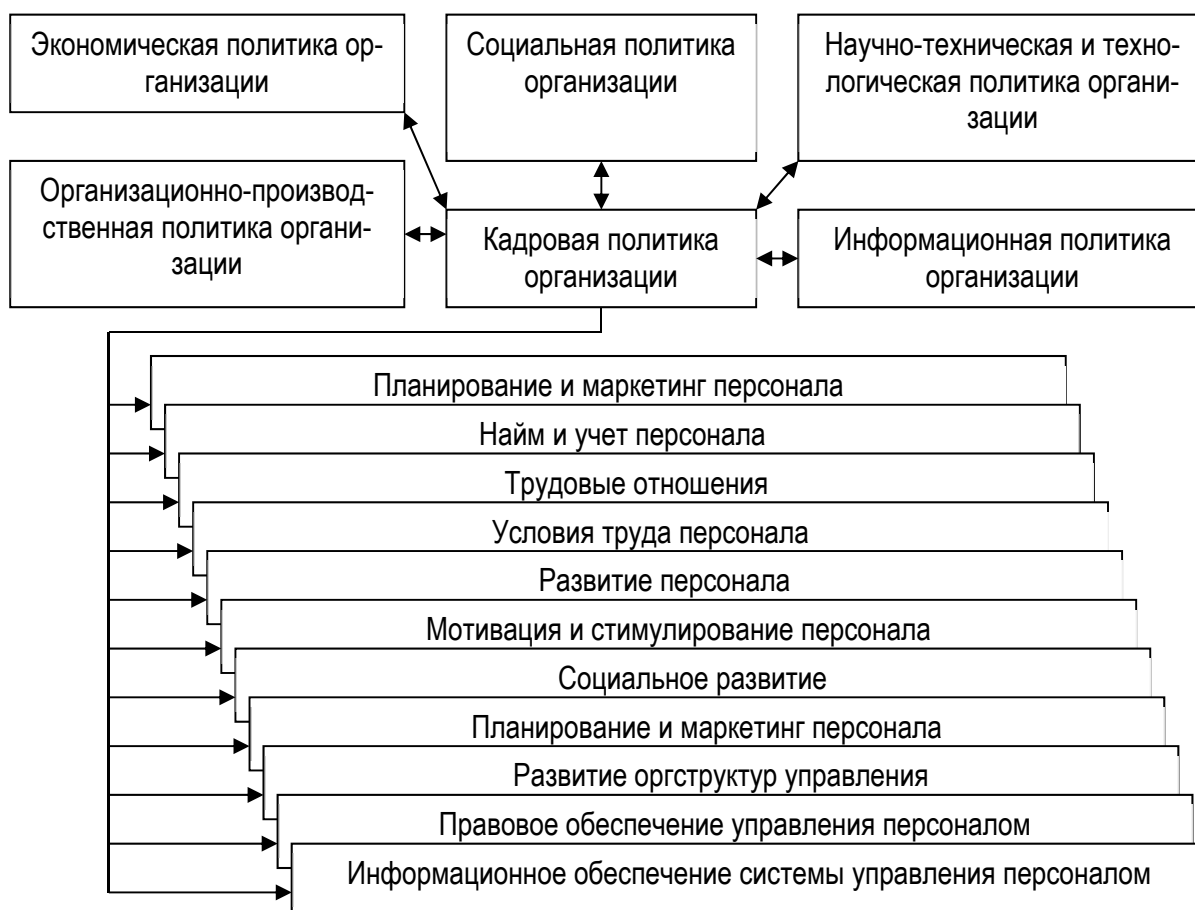 Экономическая политика ор-
ганизации
Социальная политика
организации
Научно-техническая и техно-
логическая политика органи-
зации
Организационно-производ-
ственная политика органи-
зации
Кадровая политика
организации
Информационная политика
организации
Планирование и маркетинг персонала
Найм и учет персонала
Трудовые отношения
Условия труда персонала
Развитие персонала
Мотивация и стимулирование персонала
Социальное развитие
Планирование и маркетинг персонала
Развитие оргструктур управления
Правовое обеспечение управления персоналом
Информационное обеспечение системы управления персоналом